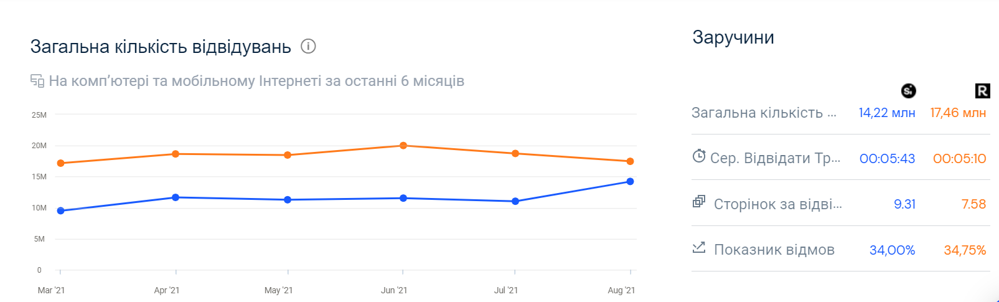 Загальна кількість відвідувань
На комп’ютері та мобільному Інтернеті за останні 6 місяців
25M
20M
15M
10M
5M
0
Mar '21 Apr '21 May '21 Jun '21 Jul '21 Aug '21
Заручини
Si R
Загальна кількість ... 14,22 млн 17,46 млн
Сер. Відвідати Тр... 00:05:43 00:05:10
Сторінок за відві... 9.31 7.58
Показник відмов 34,00% 34,75%